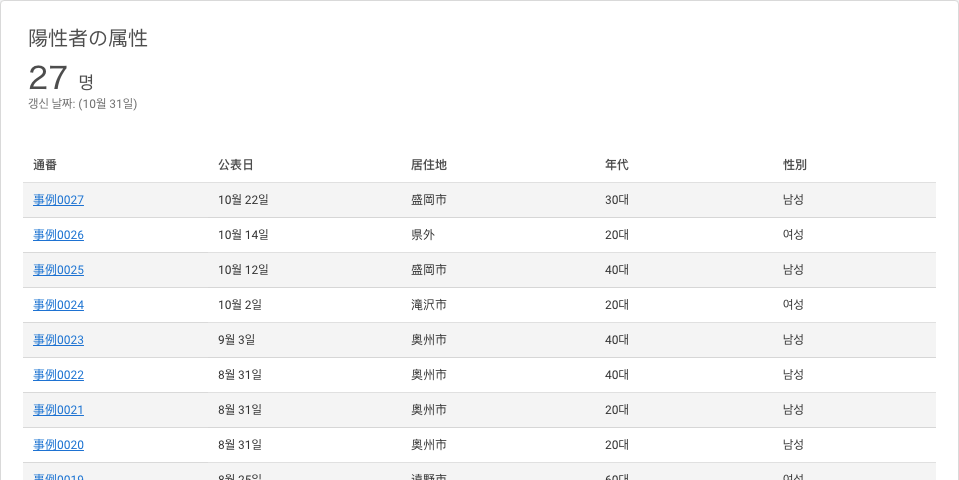 陽性者の属性
27 명
갱신 날짜: (10월 31일)
通番 公表日 居住地 年代 性別
事例0027 10월 22일 盛岡市 30대 남성
事例0026 10월 14일 県外 20대 여성
事例0025 10월 12일 盛岡市 40대 남성
事例0024 10월 2일 滝沢市 20대 여성
事例0023 9월 3일 奥州市 40대 남성
事例0022 8월 31일 奥州市 40대 남성
事例0021 8월 31일 奥州市 20대 남성
事例0020 8월 31일 奥州市 20대 남성
事例0019 8월 25일 遠野市 60대 여성